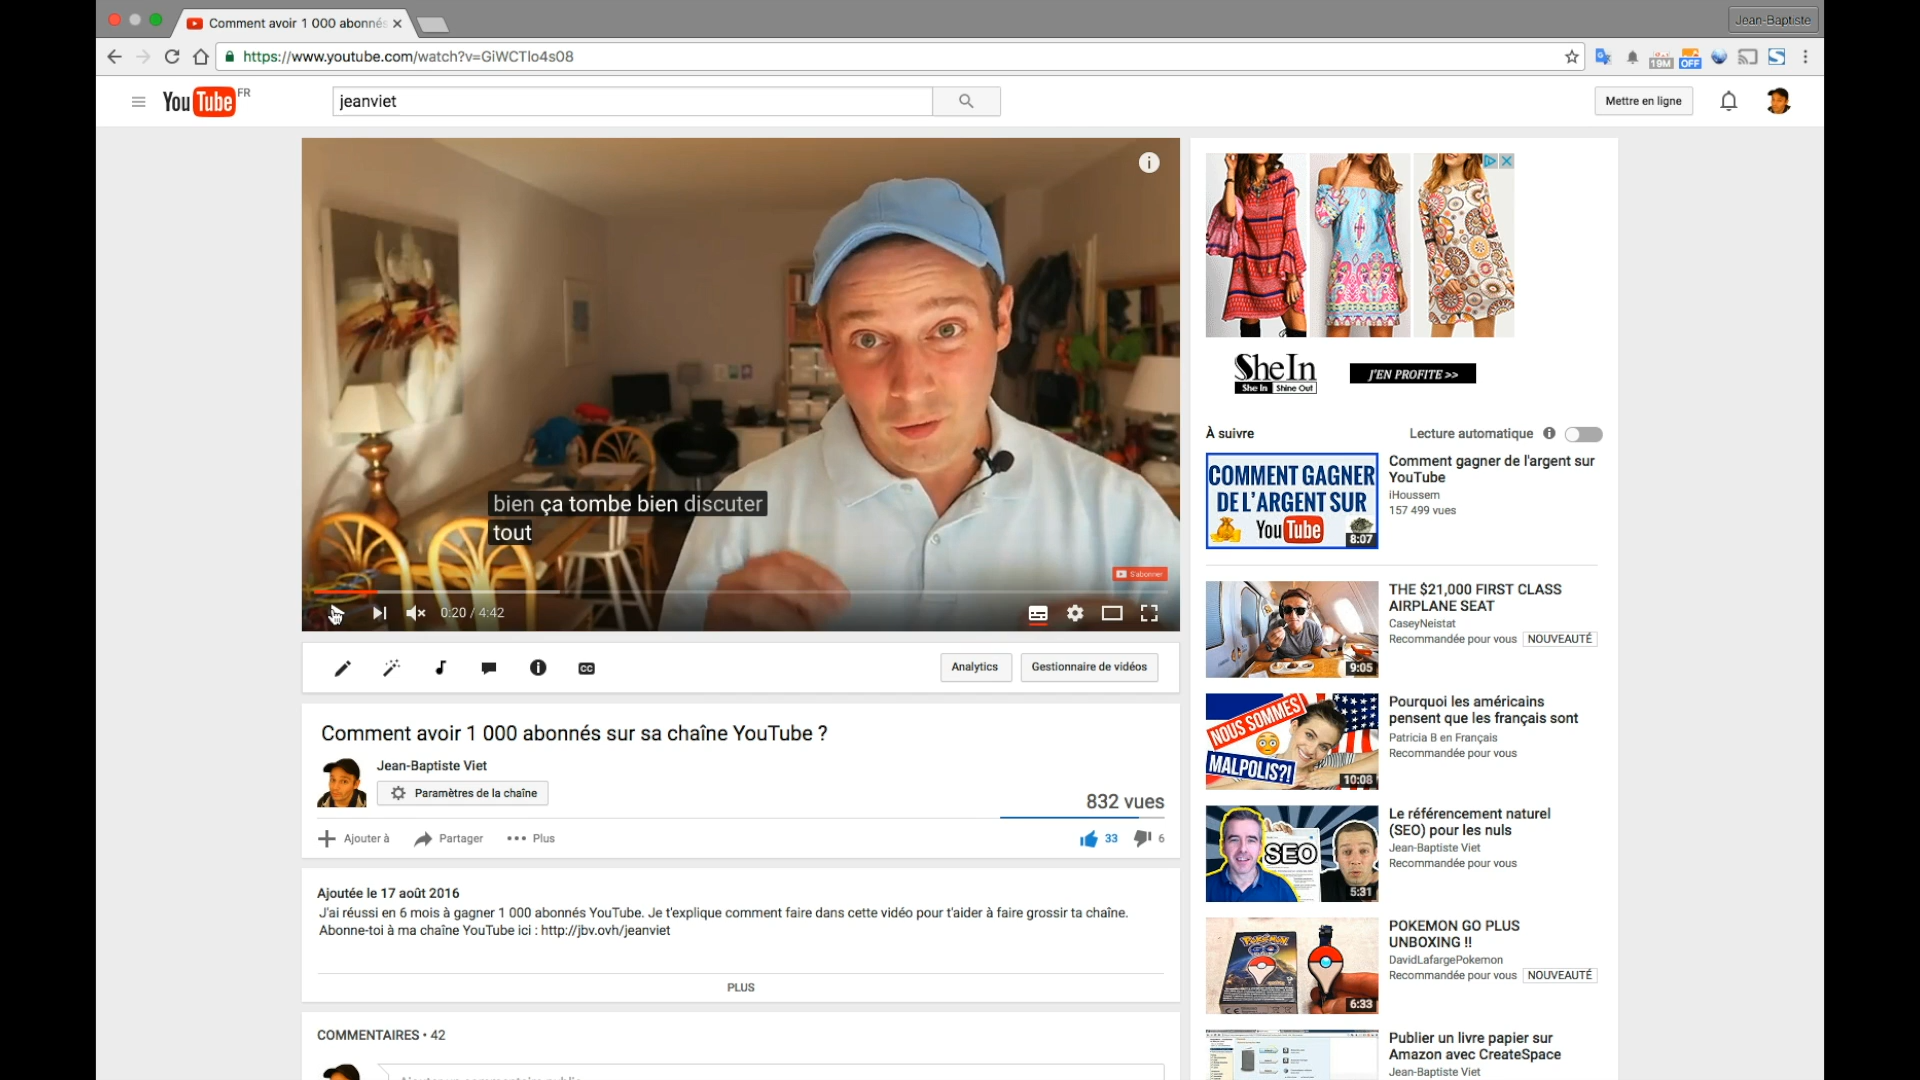 Comment avoir 1 000 abonnés
Jean-Baptiste
https://www.youtube.com/watch?v=GiWCTlo4s08
19M
OFF
YouTube FR
jeanviet
Mettre en ligne
bien ça tombe bien discuter
tout
S'abonner
0:20 / 4:42
Analytics
Gestionnaire de vidéos
Comment avoir 1 000 abonnés sur sa chaîne YouTube ?
Jean-Baptiste Viet
Paramètres de la chaîne
832 vues
Ajouter à
Partager
Plus
33
6
Ajoutée le 17 août 2016
J'ai réussi en 6 mois à gagner 1 000 abonnés YouTube. Je t'explique comment faire dans cette vidéo pour t'aider à faire grossir ta chaîne.
Abonne-toi à ma chaîne YouTube ici : http://jbv.ovh/jeanviet
PLUS
COMMENTAIRES • 42
SheIn
She In Shine Out
J'EN PROFITE >>
À suivre
Lecture automatique
COMMENT GAGNER
DE L'ARGENT SUR
YouTube
8:07
Comment gagner de l'argent sur
YouTube
iHoussem
157 499 vues
9:05
THE $21,000 FIRST CLASS
AIRPLANE SEAT
CaseyNeistat
Recommandée pour vous NOUVEAUTÉ
NOUS SOMMES
MALPOLIS?!
10:08
Pourquoi les américains
pensent que les français sont
Patricia B en Français
Recommandée pour vous
SEO
5:31
Le référencement naturel
(SEO) pour les nuls
Jean-Baptiste Viet
Recommandée pour vous
6:33
POKEMON GO PLUS
UNBOXING !!
DavidLafargePokemon
Recommandée pour vous NOUVEAUTÉ
Publier un livre papier sur
Amazon avec CreateSpace
Jean-Baptiste Viet